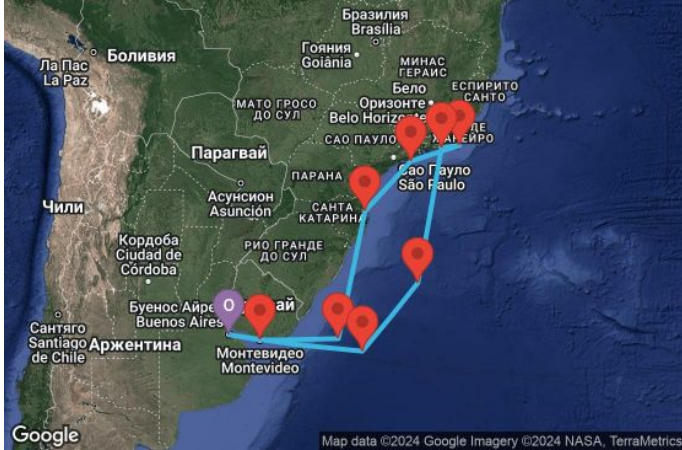 Бразилия
Brasília
Гояния
Goiânia
Боливия
Ла Пас
La Paz
МИНАС
ГЕРАИС
ЕСПИРИТО
САНТО
Бело
Оризонте
Belo Horizonte
МАТО ГРОСО
ДО СУЛ
ДЕ
САО ПАУЛО
Парагвай
Сао Пауло
São Paulo
ПАРАНА
Асунсион
Asunción
Чили
САНТА
КАТАРИНА
Кордоба
Ciudad de
Córdoba
РИО ГРАНДЕ
ДО СУЛ
O
Буенос Айре
Buenos Aires
ай
Сантяго
Santiago
de Chile
Аржентина
Монтевидео
Montevideo
Google
Map data ©2024 Google Imagery ©2024 NASA, TerraMetrics